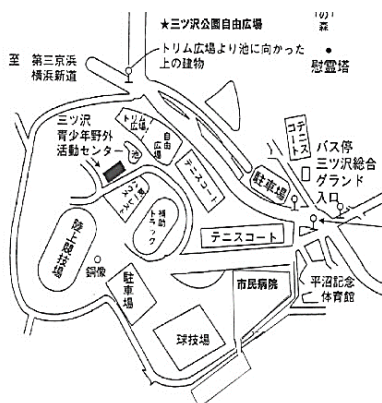 の森
★三ツ沢公園自由広場
至
第三京浜
横浜新道
トリム広場より池に向かった
上の建物
慰霊塔
三ツ沢
青少年野外
活動センター
トリム
広場
自由
広場
池
テニス
コート
バス停
三ツ沢総合
グランド
入口
テニスコート
駐車場
補助
トラック
テニスコート
陸上競技場
銅像
駐車場
市民病院
平沼記念
体育館
球技場